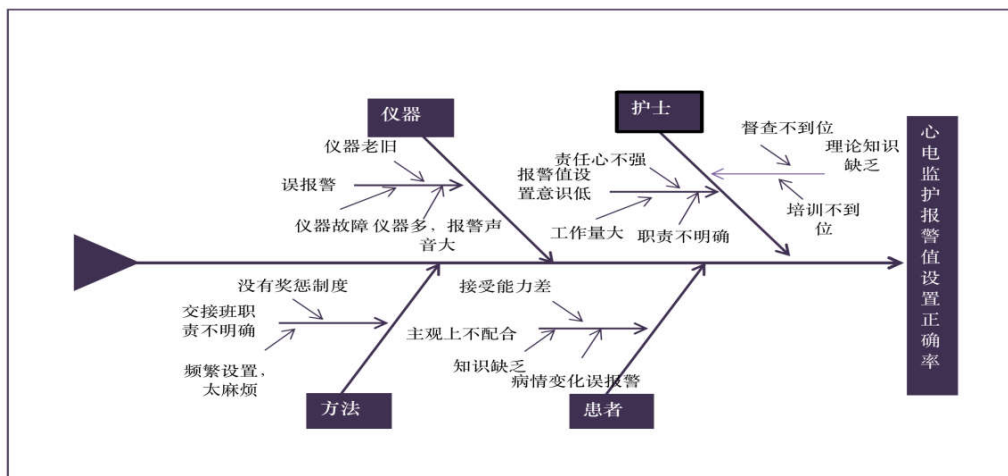 仪器
护士
督查不到位
仪器老旧
理论知识
缺乏
责任心不强
误报警
报警值设
置意识低
培训不到
位
仪器故障
仪器多，报警声
音大
工作量大
职责不明确
心电监护报警值设置正确率
没有奖惩制度
接受能力差
交接班职
责不明确
主观上不配合
知识缺乏
频繁设置，
太麻烦
病情变化误报警
方法
患者